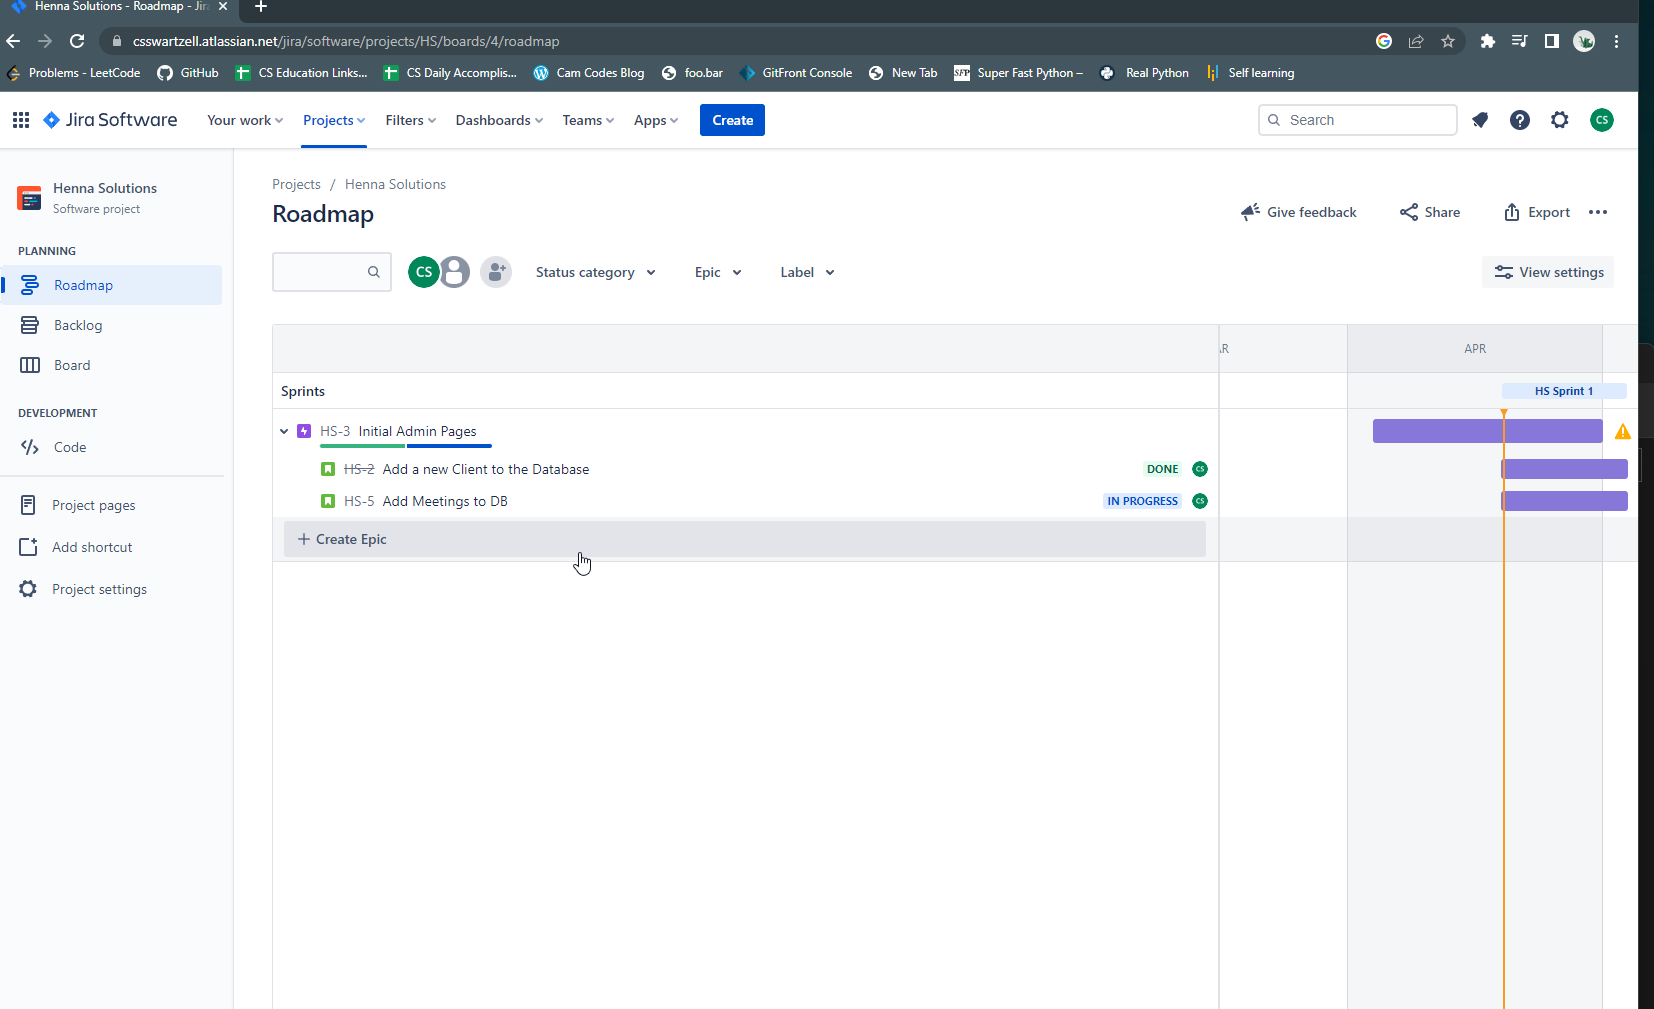 Henna Solutions - Roadmap - Jira
csswartzell.atlassian.net/jira/software/projects/HS/boards/4/roadmap
Problems - LeetCode GitHub CS Education Links... CS Daily Accomplis... Cam Codes Blog foo.bar GitFront Console New Tab SFP Super Fast Python – Real Python Self learning
Jira Software Your work Projects Filters Dashboards Teams Apps Create Search CS
Henna Solutions
Software project
PLANNING
Roadmap
Backlog
Board
DEVELOPMENT
Code
Project pages
Add shortcut
Project settings
Projects / Henna Solutions
Roadmap
Give feedback Share Export
CS Status category Epic Label View settings
AR APR
Sprints HS Sprint 1
HS-3 Initial Admin Pages
HS-2 Add a new Client to the Database DONE CS
HS-5 Add Meetings to DB IN PROGRESS CS
+ Create Epic